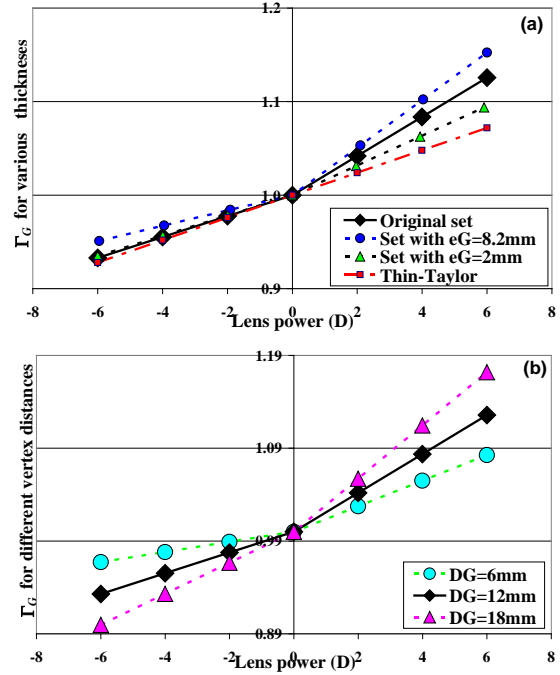 (a)
Γ_G for various thickneses
1.2
1.1
1.0
0.9
Original set
Set with eG=8.2mm
Set with eG=2mm
Thin-Taylor
-8 -6 -4 -2 0 2 4 6 8
Lens power (D)
(b)
Γ_G for different vertex distances
1.19
1.09
0.99
0.89
DG=6mm
DG=12mm
DG=18mm
-8 -6 -4 -2 0 2 4 6 8
Lens power (D)